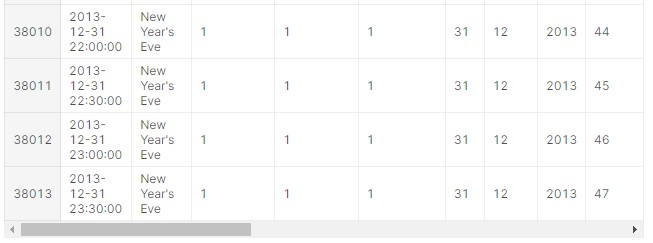 38010 2013-12-31 22:00:00 New Year's Eve 1 1 1 31 12 2013 44
38011 2013-12-31 22:30:00 New Year's Eve 1 1 1 31 12 2013 45
38012 2013-12-31 23:00:00 New Year's Eve 1 1 1 31 12 2013 46
38013 2013-12-31 23:30:00 New Year's Eve 1 1 1 31 12 2013 47